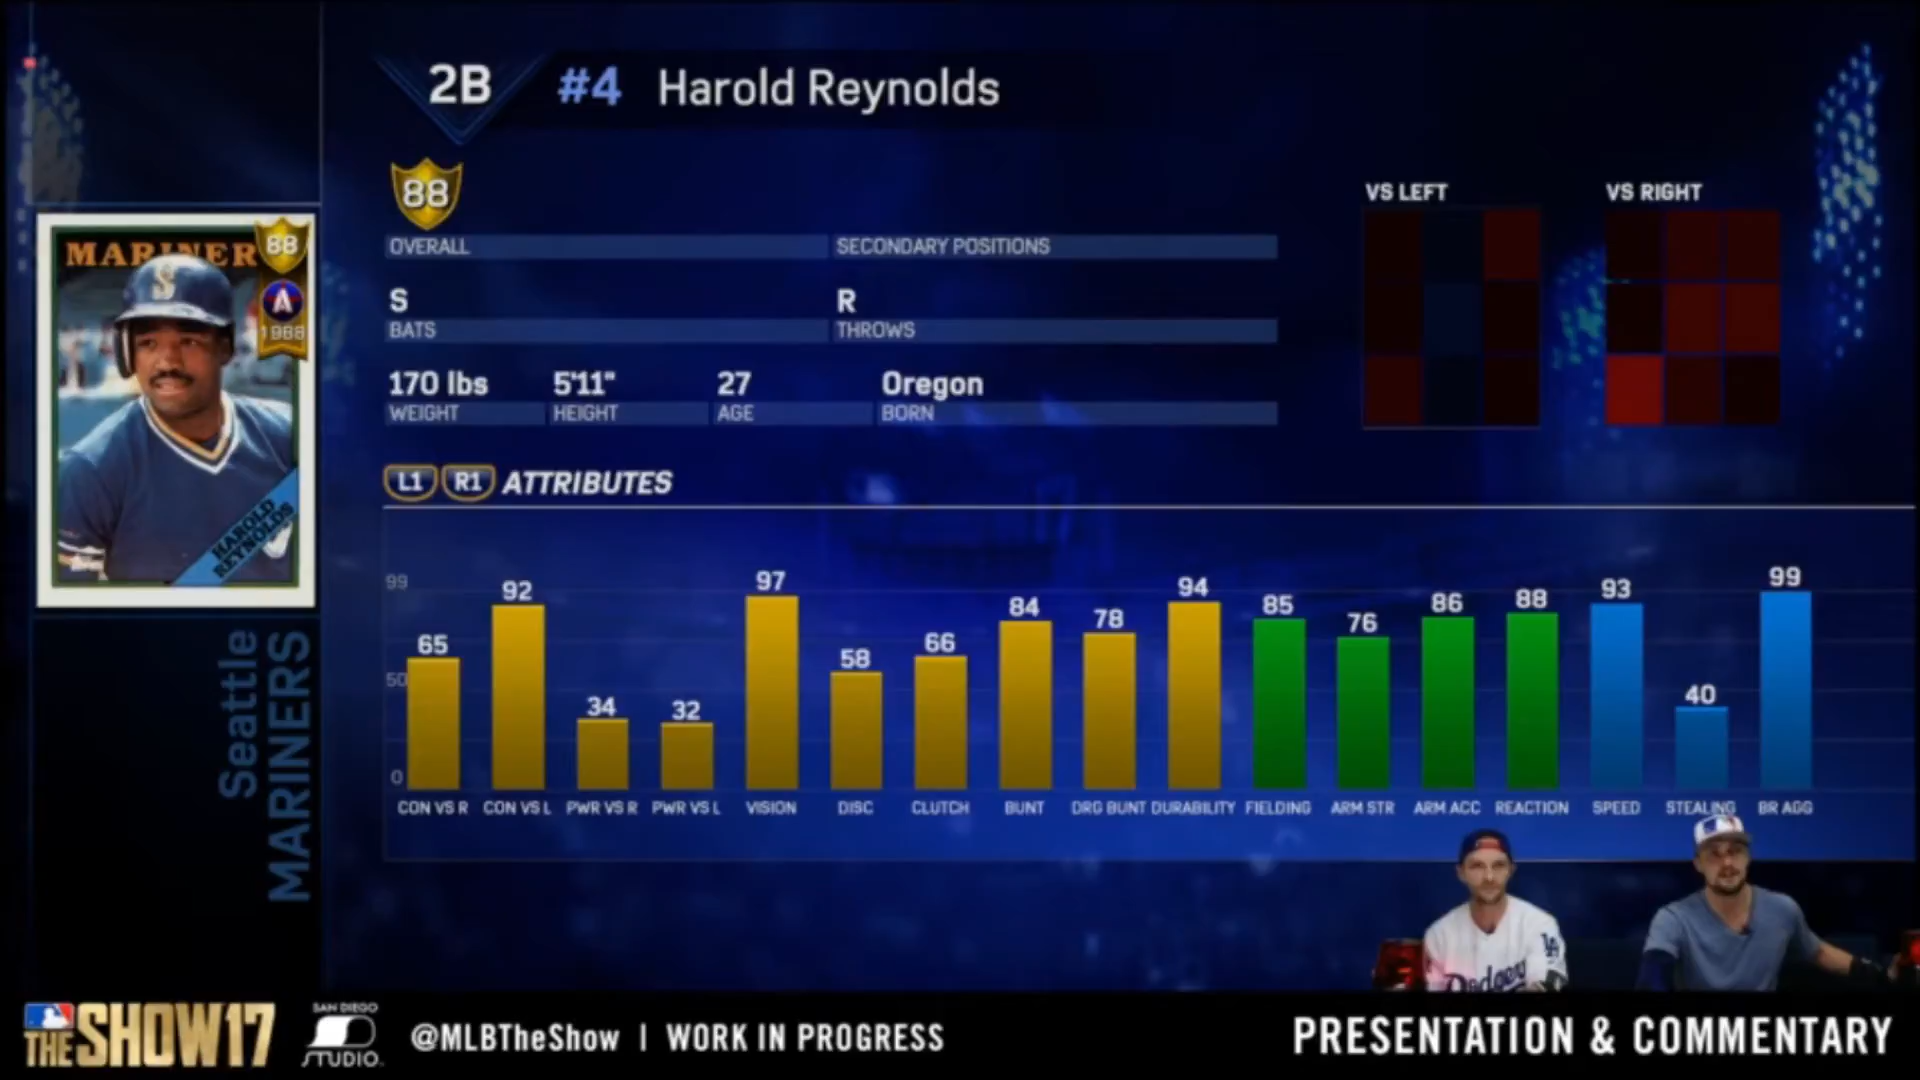 2B #4 Harold Reynolds
88
OVERALL
SECONDARY POSITIONS
S
BATS
R
THROWS
170 lbs
WEIGHT
5'11"
HEIGHT
27
AGE
Oregon
BORN
VS LEFT
VS RIGHT
MARINER
88
A
1988
S
HAROLD
REYNOLDS
Seattle
MARINERS
L1 R1 ATTRIBUTES
99
50
0
65 92 34 32 97 58 66 84 78 94 85 76 86 88 93 40 99
CON VS R CON VS L PWR VS R PWR VS L VISION DISC CLUTCH BUNT DRG BUNT DURABILITY FIELDING ARM STR ARM ACC REACTION SPEED STEALING BR AGG
LA
Dodgers
THE SHOW 17
SAN DIEGO
STUDIO
@MLBTheShow | WORK IN PROGRESS
PRESENTATION & COMMENTARY